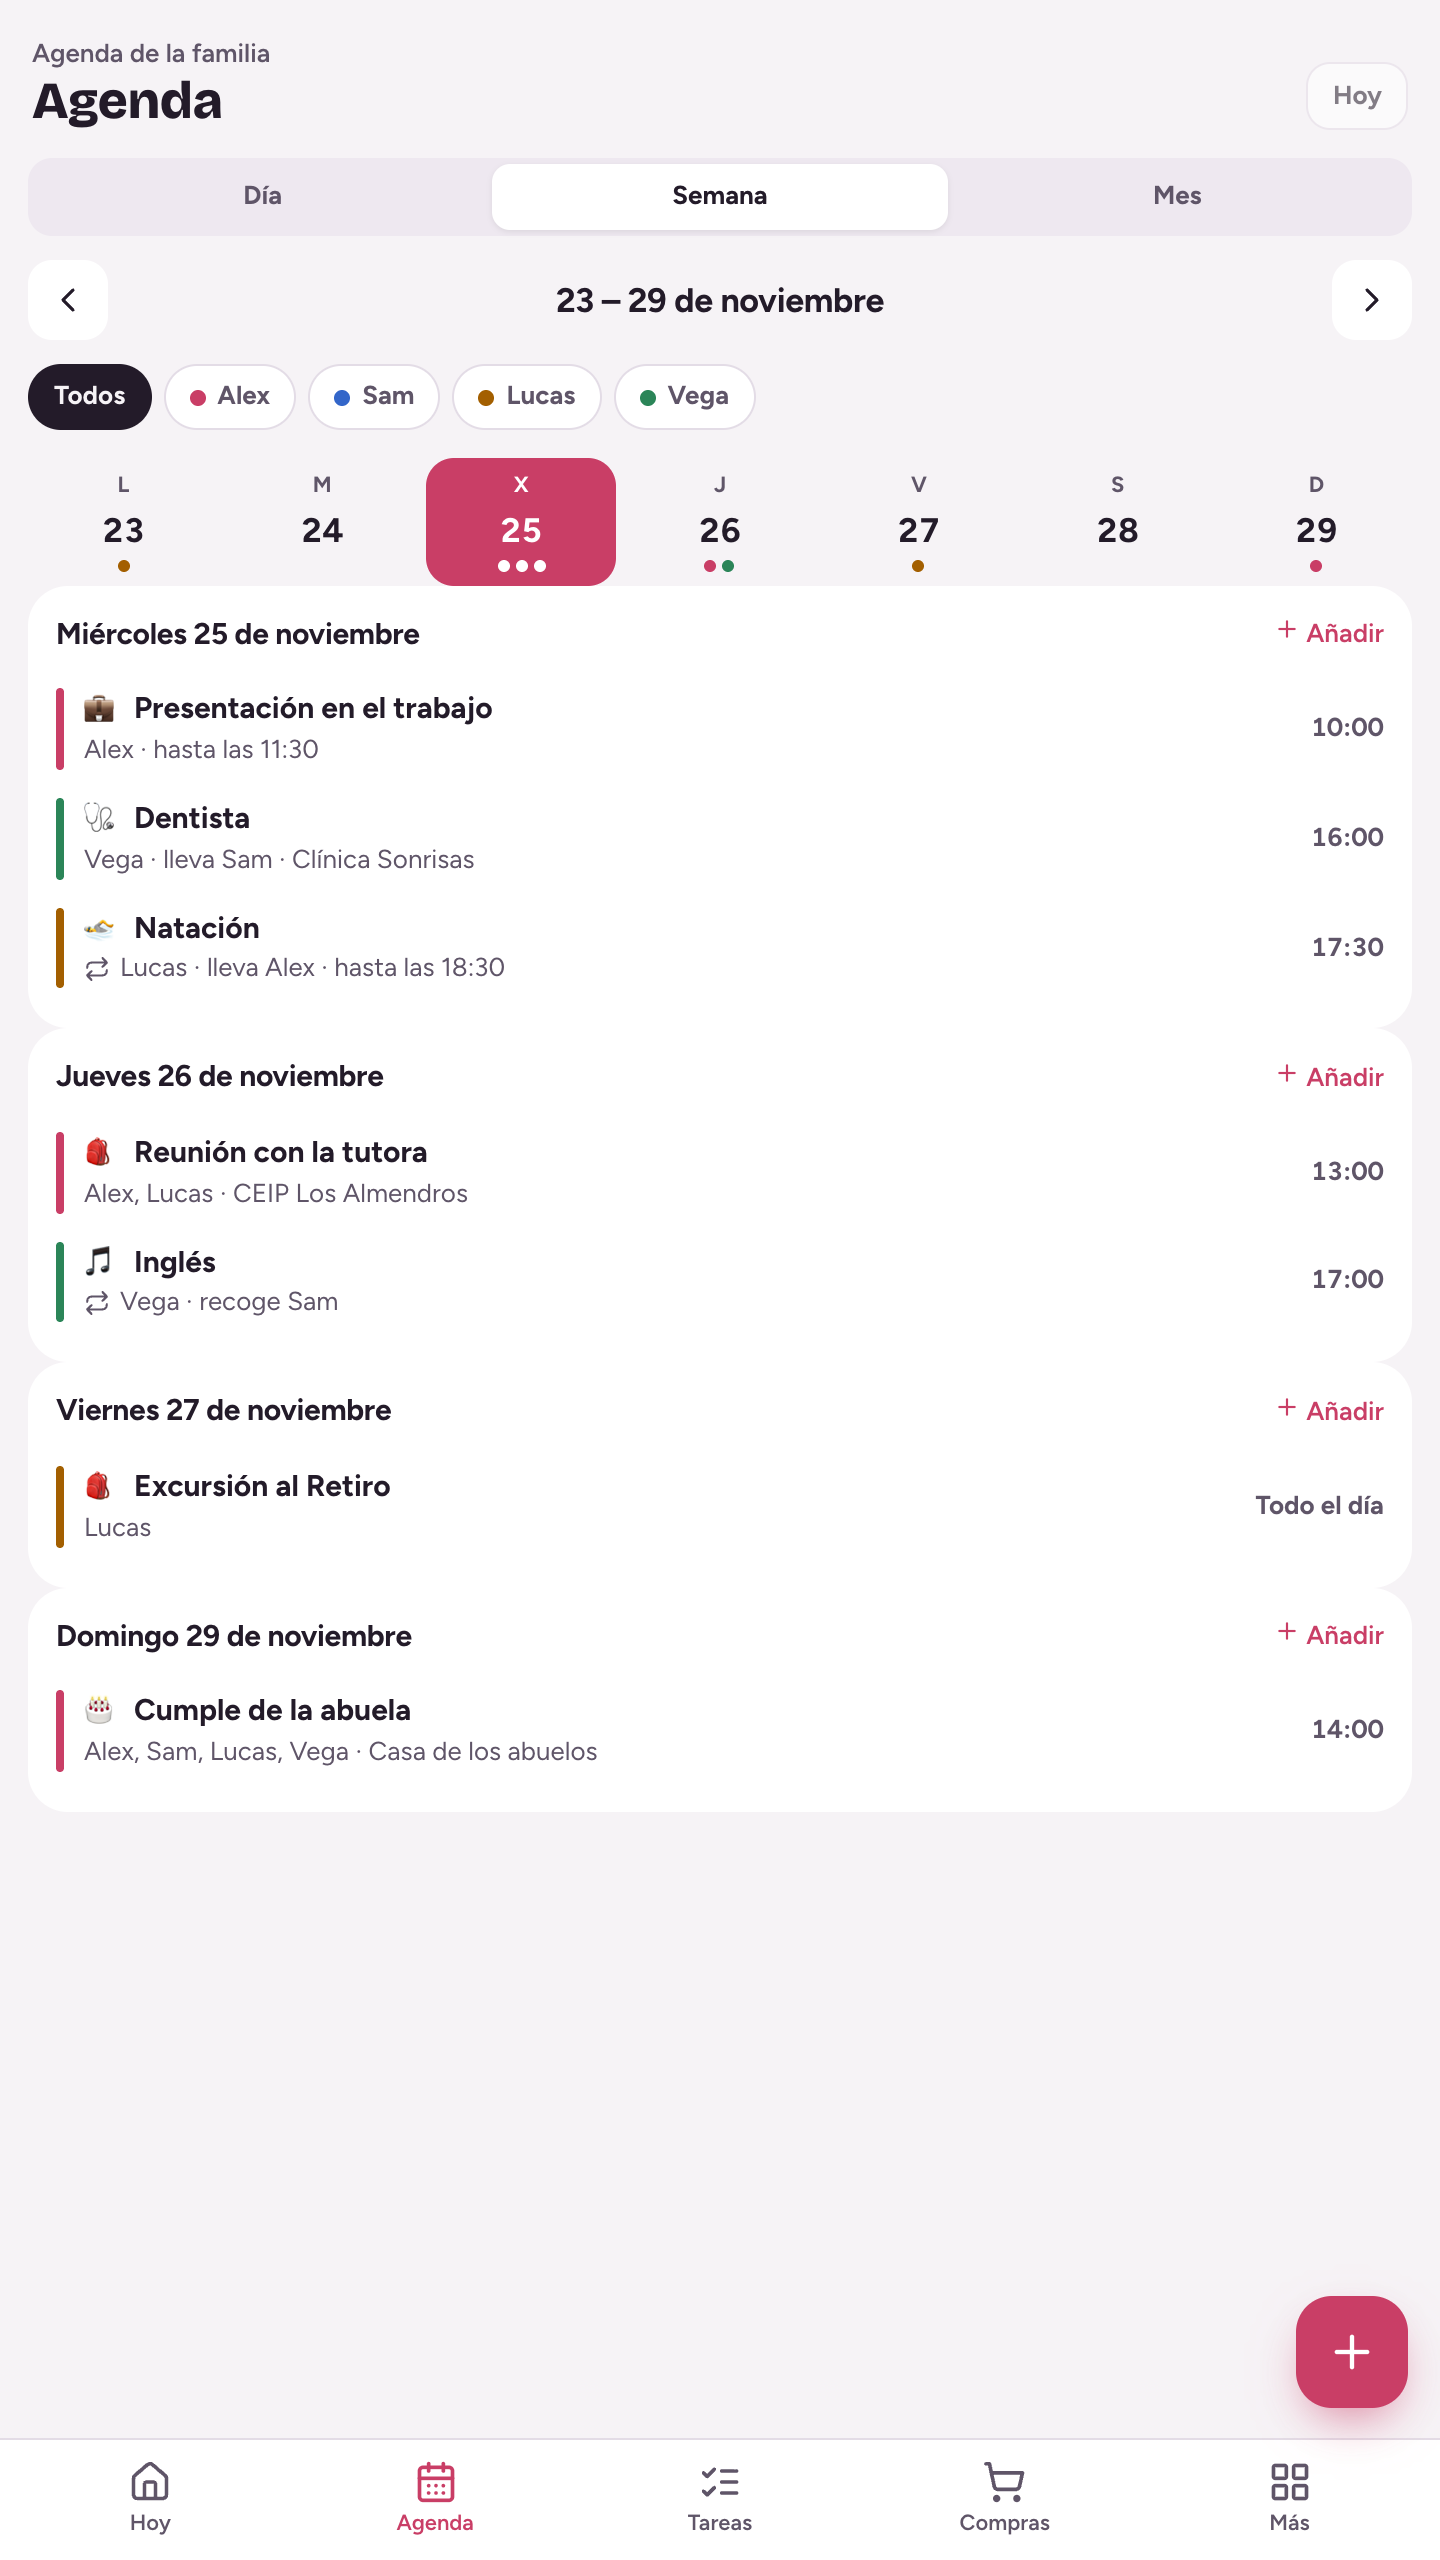 Agenda de la familia
Agenda
Hoy
Día Semana Mes
23 – 29 de noviembre
Todos Alex Sam Lucas Vega
L M X J V S D
23 24 25 26 27 28 29
Miércoles 25 de noviembre + Añadir
Presentación en el trabajo
Alex · hasta las 11:30
10:00
Dentista
Vega · lleva Sam · Clínica Sonrisas
16:00
Natación
Lucas · lleva Alex · hasta las 18:30
17:30
Jueves 26 de noviembre + Añadir
Reunión con la tutora
Alex, Lucas · CEIP Los Almendros
13:00
Inglés
Vega · recoge Sam
17:00
Viernes 27 de noviembre + Añadir
Excursión al Retiro
Lucas
Todo el día
Domingo 29 de noviembre + Añadir
Cumple de la abuela
Alex, Sam, Lucas, Vega · Casa de los abuelos
14:00
Hoy Agenda Tareas Compras Más